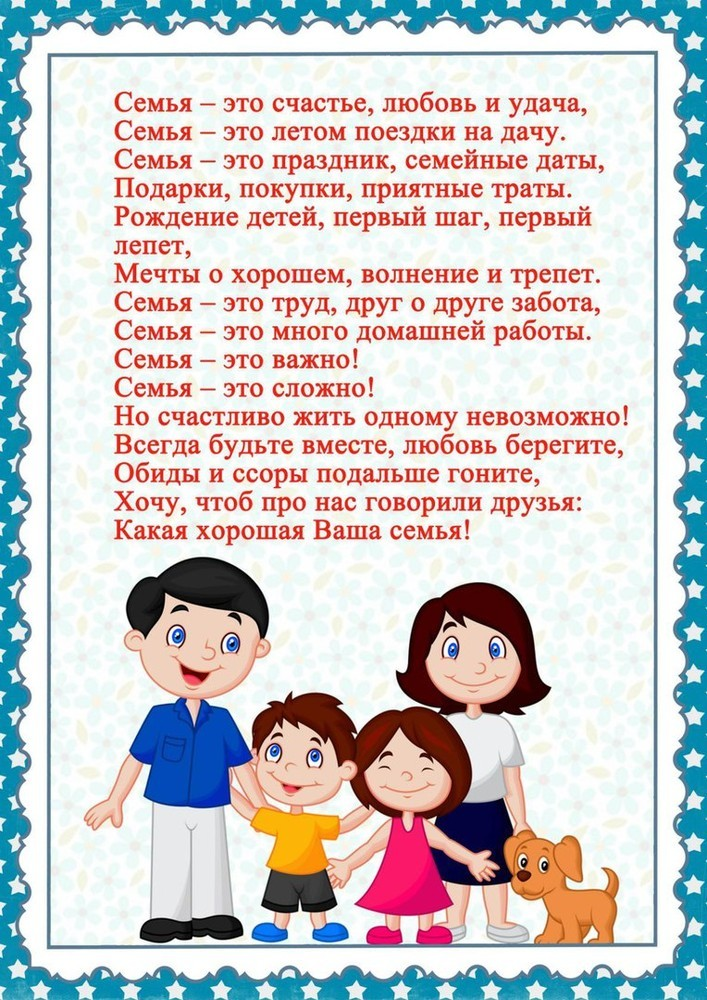 Семья – это счастье, любовь и удача,
Семья – это летом поездки на дачу.
Семья – это праздник, семейные даты,
Подарки, покупки, приятные траты.
Рождение детей, первый шаг, первый
лепет,
Мечты о хорошем, волнение и трепет.
Семья – это труд, друг о друге забота,
Семья – это много домашней работы.
Семья – это важно!
Семья – это сложно!
Но счастливо жить одному невозможно!
Всегда будьте вместе, любовь берегите,
Обиды и ссоры подальше гоните,
Хочу, чтоб про нас говорили друзья:
Какая хорошая Ваша семья!